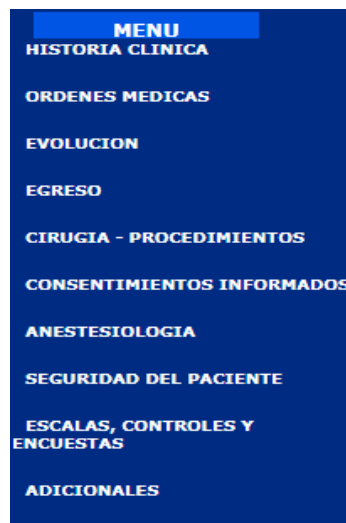 MENU
HISTORIA CLINICA
ORDENES MEDICAS
EVOLUCION
EGRESO
CIRUGIA - PROCEDIMIENTOS
CONSENTIMIENTOS INFORMADOS
ANESTESIOLOGIA
SEGURIDAD DEL PACIENTE
ESCALAS, CONTROLES Y
ENCUESTAS
ADICIONALES